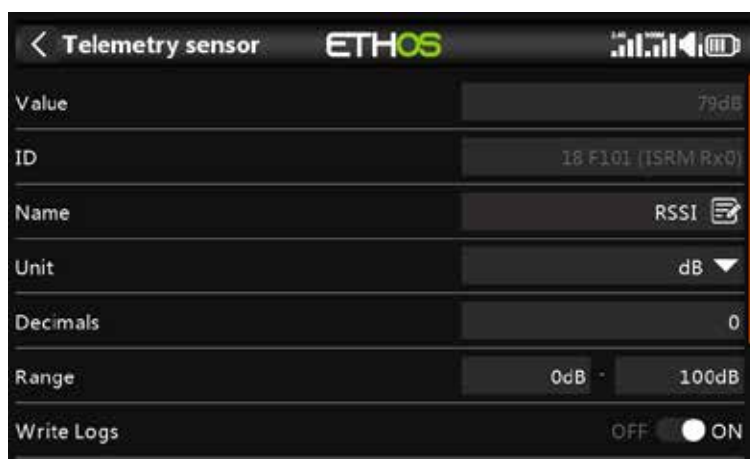 Telemetry sensor ETHOS
Value 79dB
ID 18 F101 (ISRM Rx0)
Name RSSI
Unit dB
Decimals 0
Range 0dB - 100dB
Write Logs OFF ON